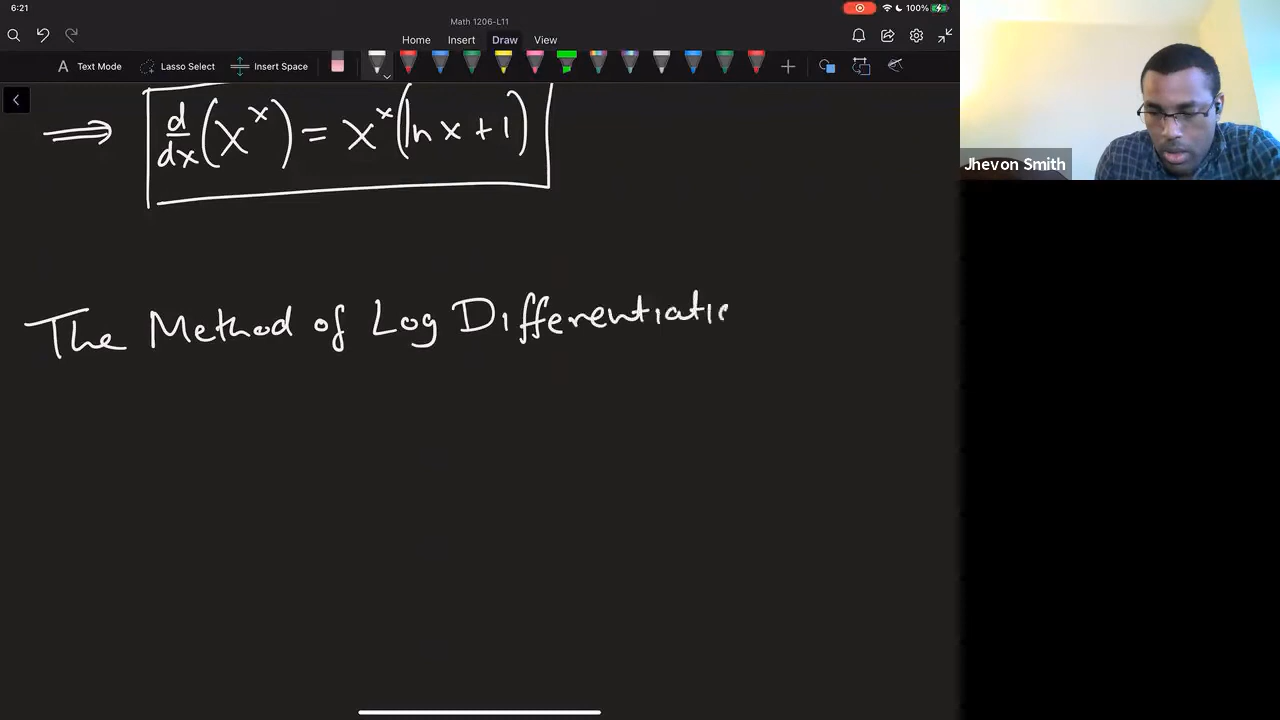 6:21
100%
Math 1206-L11
Home Insert Draw View
Text Mode Lasso Select Insert Space
⟹ d/dx (x^x) = x^x (ln x + 1)
Jhevon Smith
The Method of Log Differentiatio